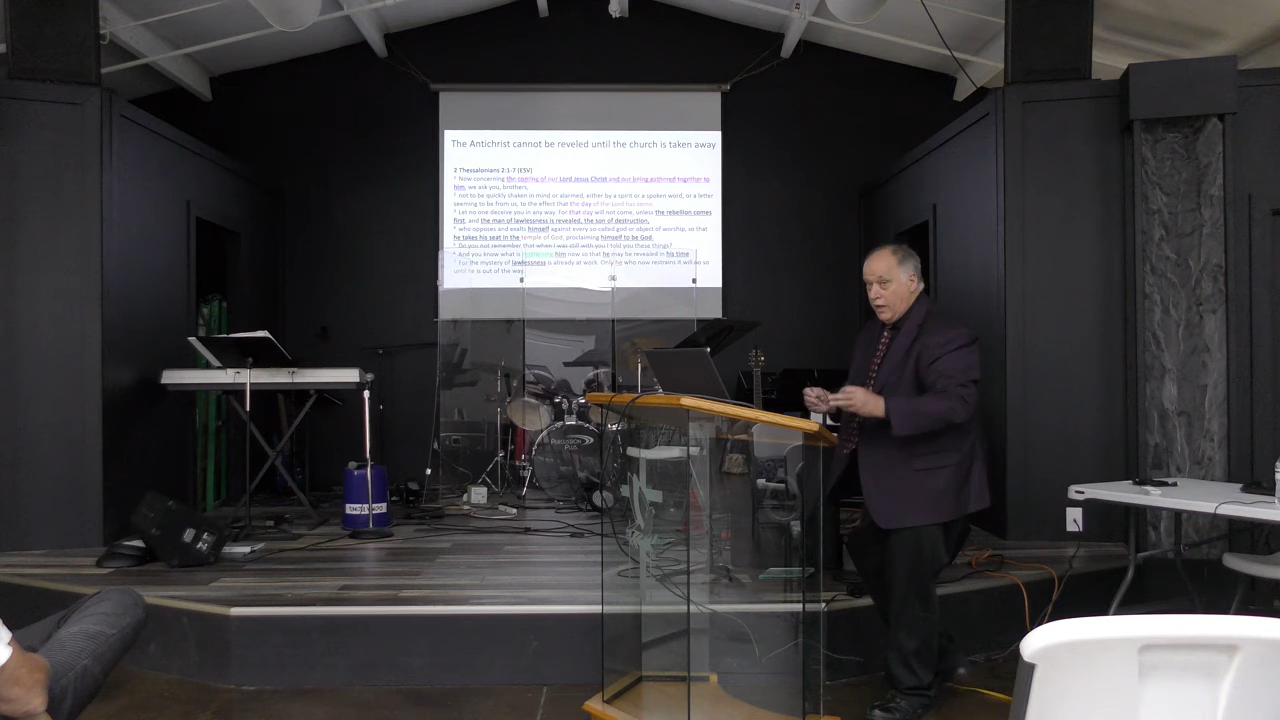 The Antichrist cannot be reveled until the church is taken away
2 Thessalonians 2:1-7 (ESV)
1 Now concerning the coming of our Lord Jesus Christ and our being gathered together to
him, we ask you, brothers,
2 not to be quickly shaken in mind or alarmed, either by a spirit or a spoken word, or a letter
seeming to be from us, to the effect that the day of the Lord has come.
3 Let no one deceive you in any way. For that day will not come, unless the rebellion comes
first, and the man of lawlessness is revealed, the son of destruction,
4 who opposes and exalts himself against every so-called god or object of worship, so that
he takes his seat in the temple of God, proclaiming himself to be God.
5 Do you not remember that when I was still with you I told you these things?
6 And you know what is restraining him now so that he may be revealed in his time
7 For the mystery of lawlessness is already at work. Only he who now restrains it will do so
until he is out of the way.
PERCUSSION
PLUS